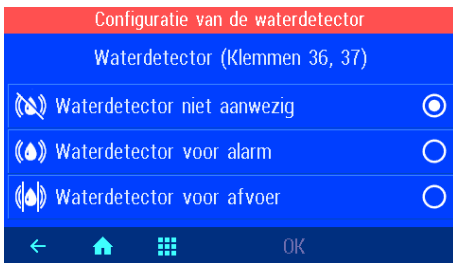 Configuratie van de waterdetector
Waterdetector (Klemmen 36, 37)
Waterdetector niet aanwezig
Waterdetector voor alarm
Waterdetector voor afvoer
OK